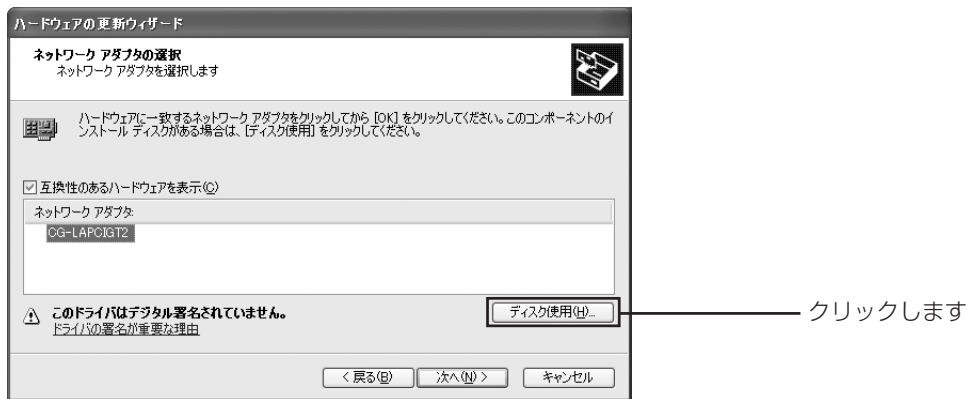 ハードウェアの更新ウィザード
ネットワーク アダプタの選択
ネットワーク アダプタを選択します
ハードウェアに一致するネットワーク アダプタをクリックしてから [OK] をクリックしてください。このコンポーネントのイ
ンストール ディスクがある場合は、[ディスク使用] をクリックしてください。
互換性のあるハードウェアを表示(C)
ネットワーク アダプタ:
CG-LAPCIGT2
このドライバはデジタル署名されていません。
ドライバの署名が重要な理由
ディスク使用(H)...
クリックします
< 戻る(B)
次へ(N) >
キャンセル